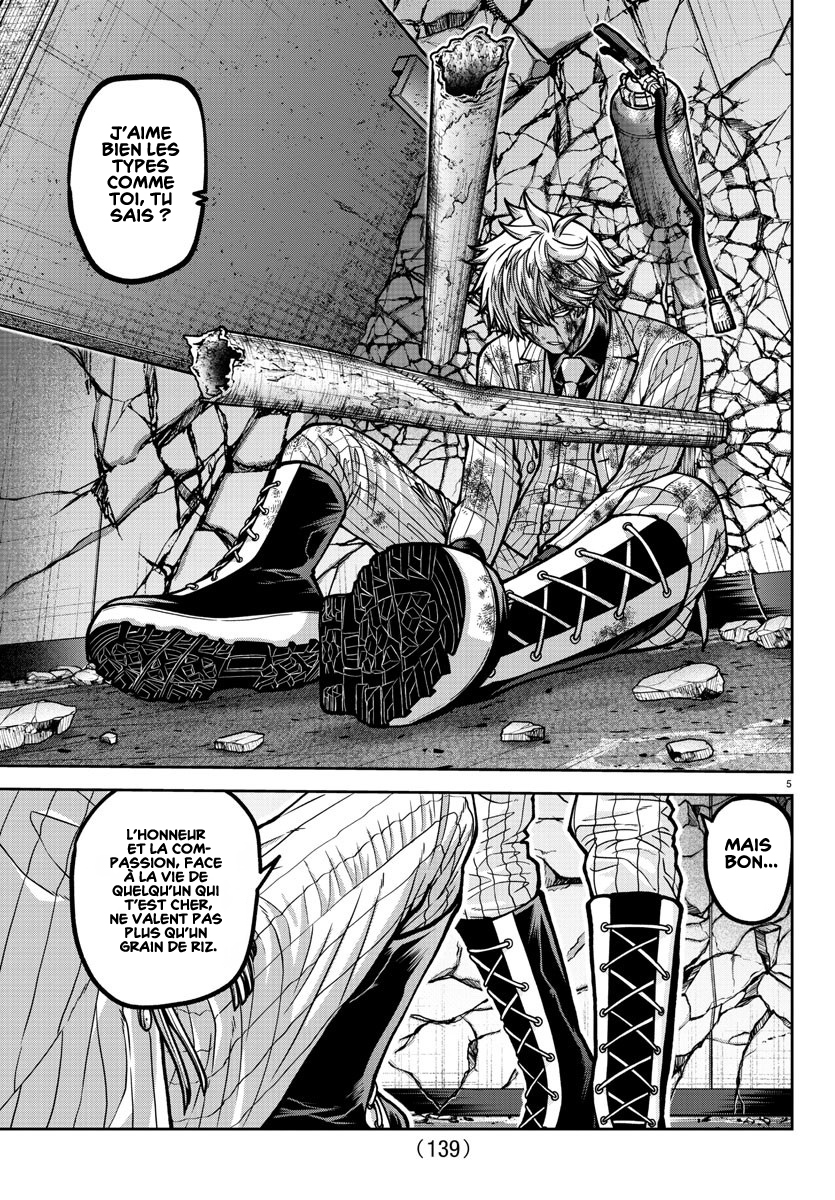 J'AIME
BIEN LES
TYPES
COMME
TOI, TU
SAIS ?
5
MAIS
BON...
L'HONNEUR
ET LA COM-
PASSION, FACE
À LA VIE DE
QUELQU'UN QUI
T'EST CHER,
NE VALENT PAS
PLUS QU'UN
GRAIN DE RIZ.
(139)